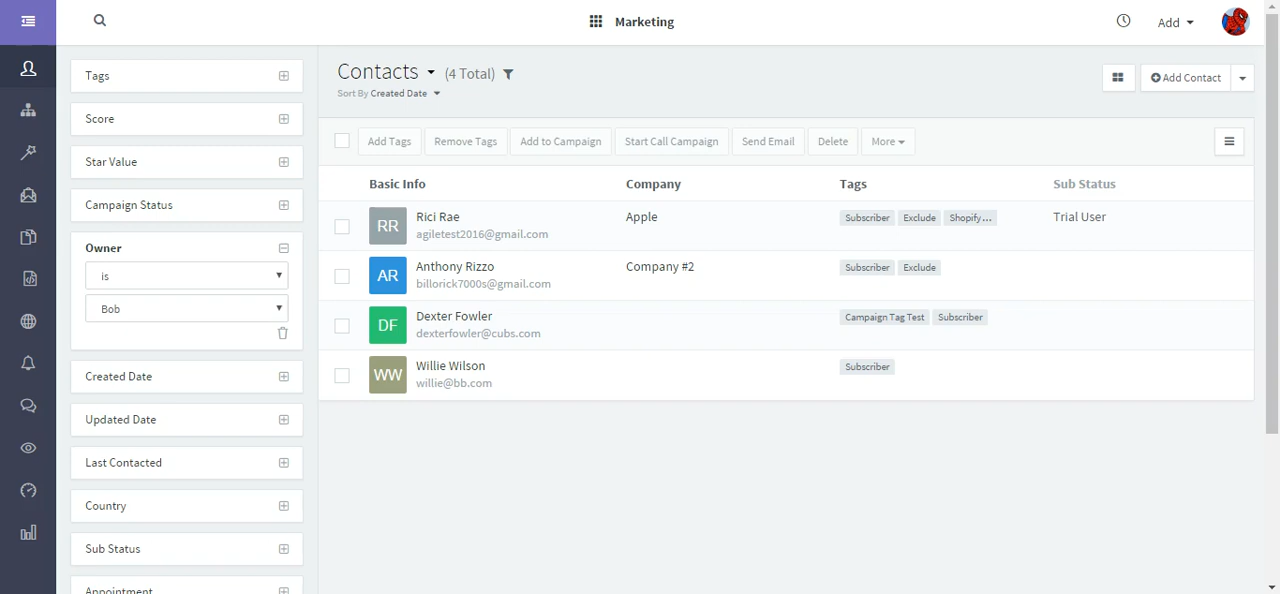 Marketing
Add
Tags
Score
Star Value
Campaign Status
Owner
is
Bob
Created Date
Updated Date
Last Contacted
Country
Sub Status
Appointment
Contacts (4 Total)
Sort By Created Date
Add Contact
Add Tags Remove Tags Add to Campaign Start Call Campaign Send Email Delete More
Basic Info Company Tags Sub Status
RR Rici Rae Apple Subscriber Exclude Shopify... Trial User
agiletest2016@gmail.com
AR Anthony Rizzo Company #2 Subscriber Exclude
billorick7000s@gmail.com
DF Dexter Fowler Campaign Tag Test Subscriber
dexterfowler@cubs.com
WW Willie Wilson Subscriber
willie@bb.com